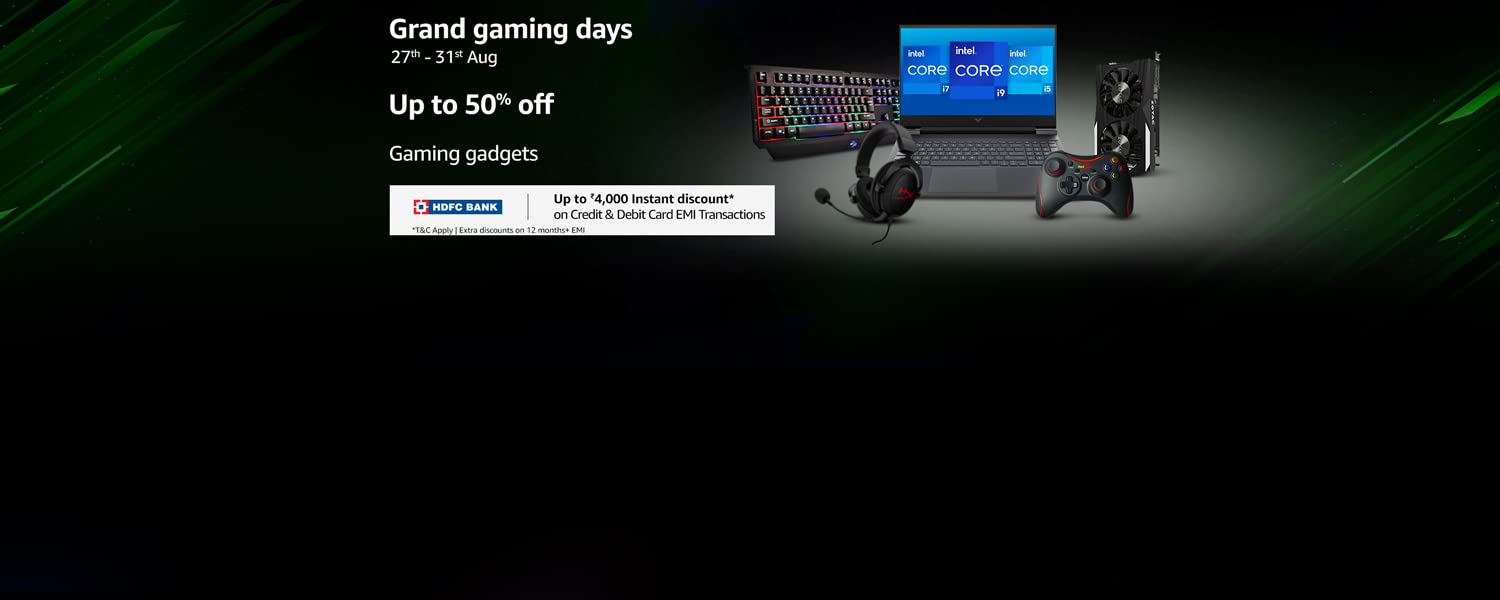 Grand gaming days
27th - 31st Aug
Up to 50% off
Gaming gadgets
HDFC BANK
Up to ₹4,000 Instant discount*
on Credit & Debit Card EMI Transactions
*T&C Apply | Extra discounts on 12 months+ EMI
intel. CORE i7
intel. CORE i9
intel. CORE i5